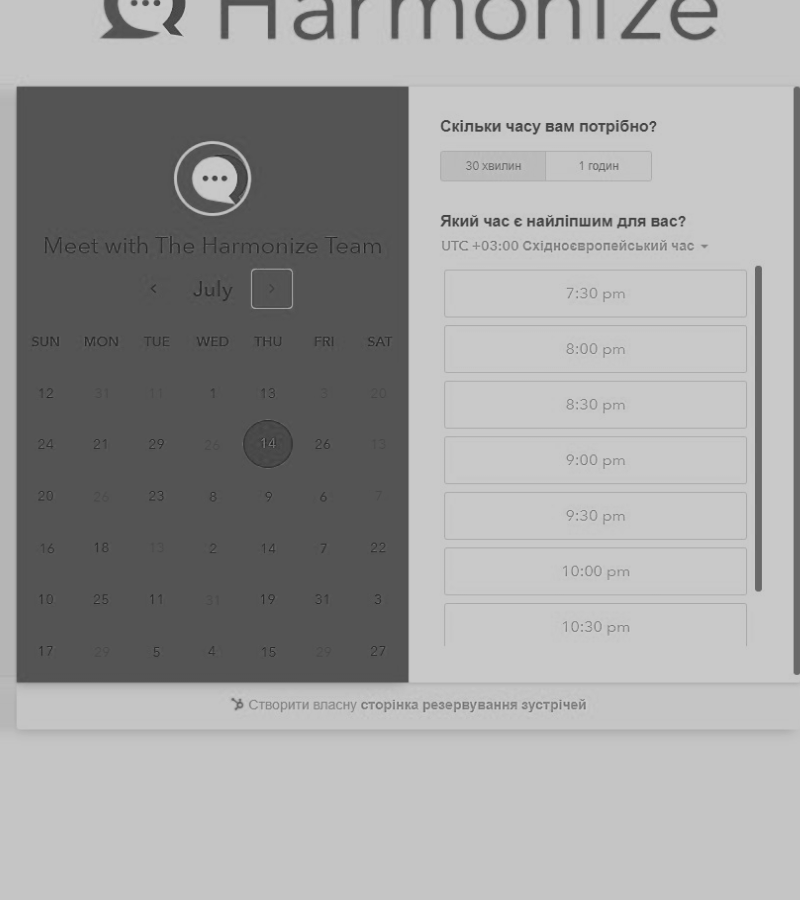 Harmonize
Meet with The Harmonize Team
July
SUN MON TUE WED THU FRI SAT
12 31 11 1 13 3 20
24 21 29 26 14 26 13
20 26 23 8 9 6 7
16 18 13 2 14 7 22
10 25 11 31 19 31 3
17 29 5 4 15 29 27
Скільки часу вам потрібно?
30 хвилин 1 годин
Який час є найліпшим для вас?
UTC +03:00 Східноєвропейський час
7:30 pm
8:00 pm
8:30 pm
9:00 pm
9:30 pm
10:00 pm
10:30 pm
Створити власну сторінка резервування зустрічей